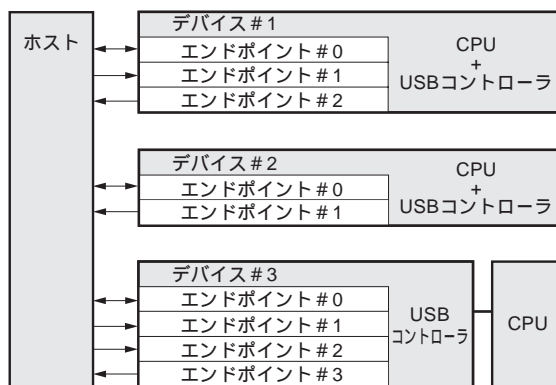 ホスト
デバイス#1
エンドポイント#0
エンドポイント#1
エンドポイント#2
CPU
+
USBコントローラ
デバイス#2
エンドポイント#0
エンドポイント#1
CPU
+
USBコントローラ
デバイス#3
エンドポイント#0
エンドポイント#1
エンドポイント#2
エンドポイント#3
USB
コントローラ
CPU